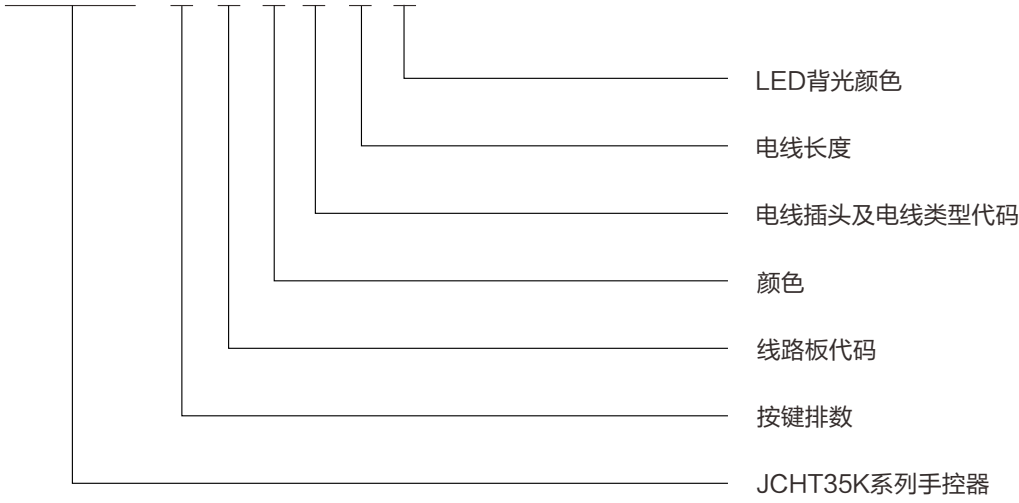 LED背光颜色
电线长度
电线插头及电线类型代码
颜色
线路板代码
按键排数
JCHT35K系列手控器